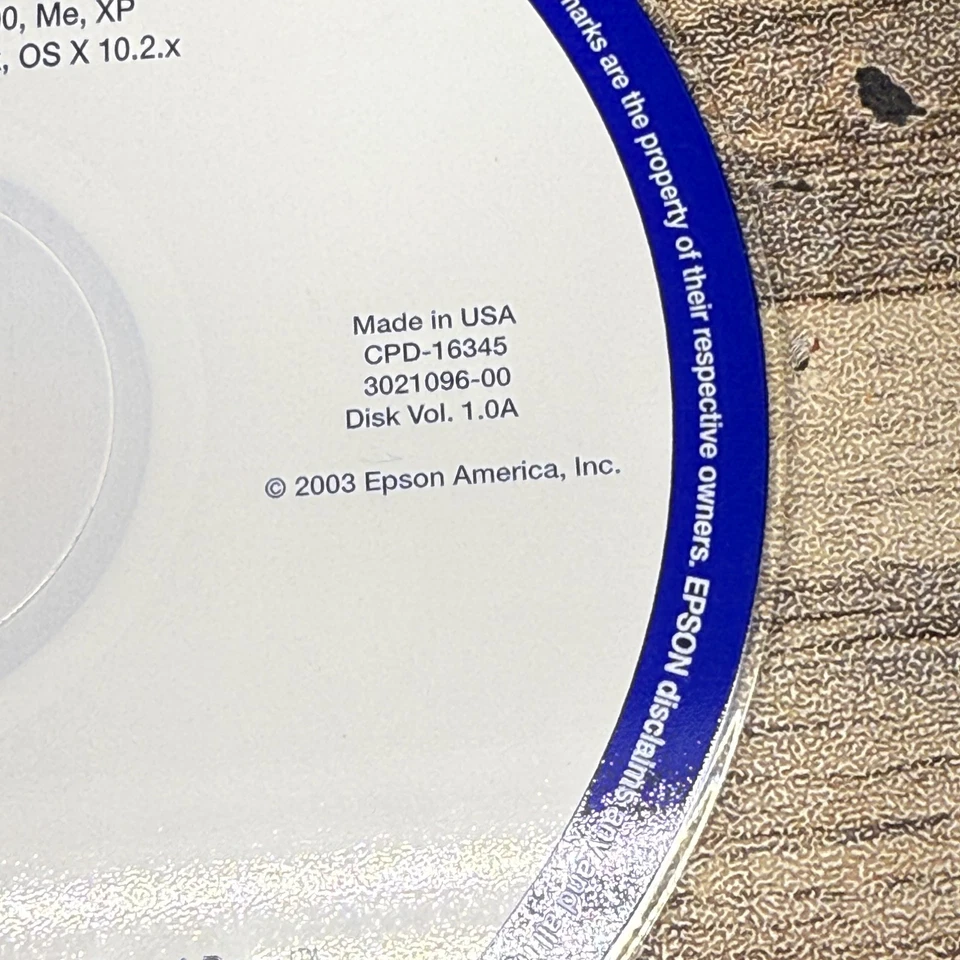 0, Me, XP
, OS X 10.2.x
Made in USA
CPD-16345
3021096-00
Disk Vol. 1.0A
© 2003 Epson America, Inc.
marks are the property of their respective owners. EPSON disclaims any and all